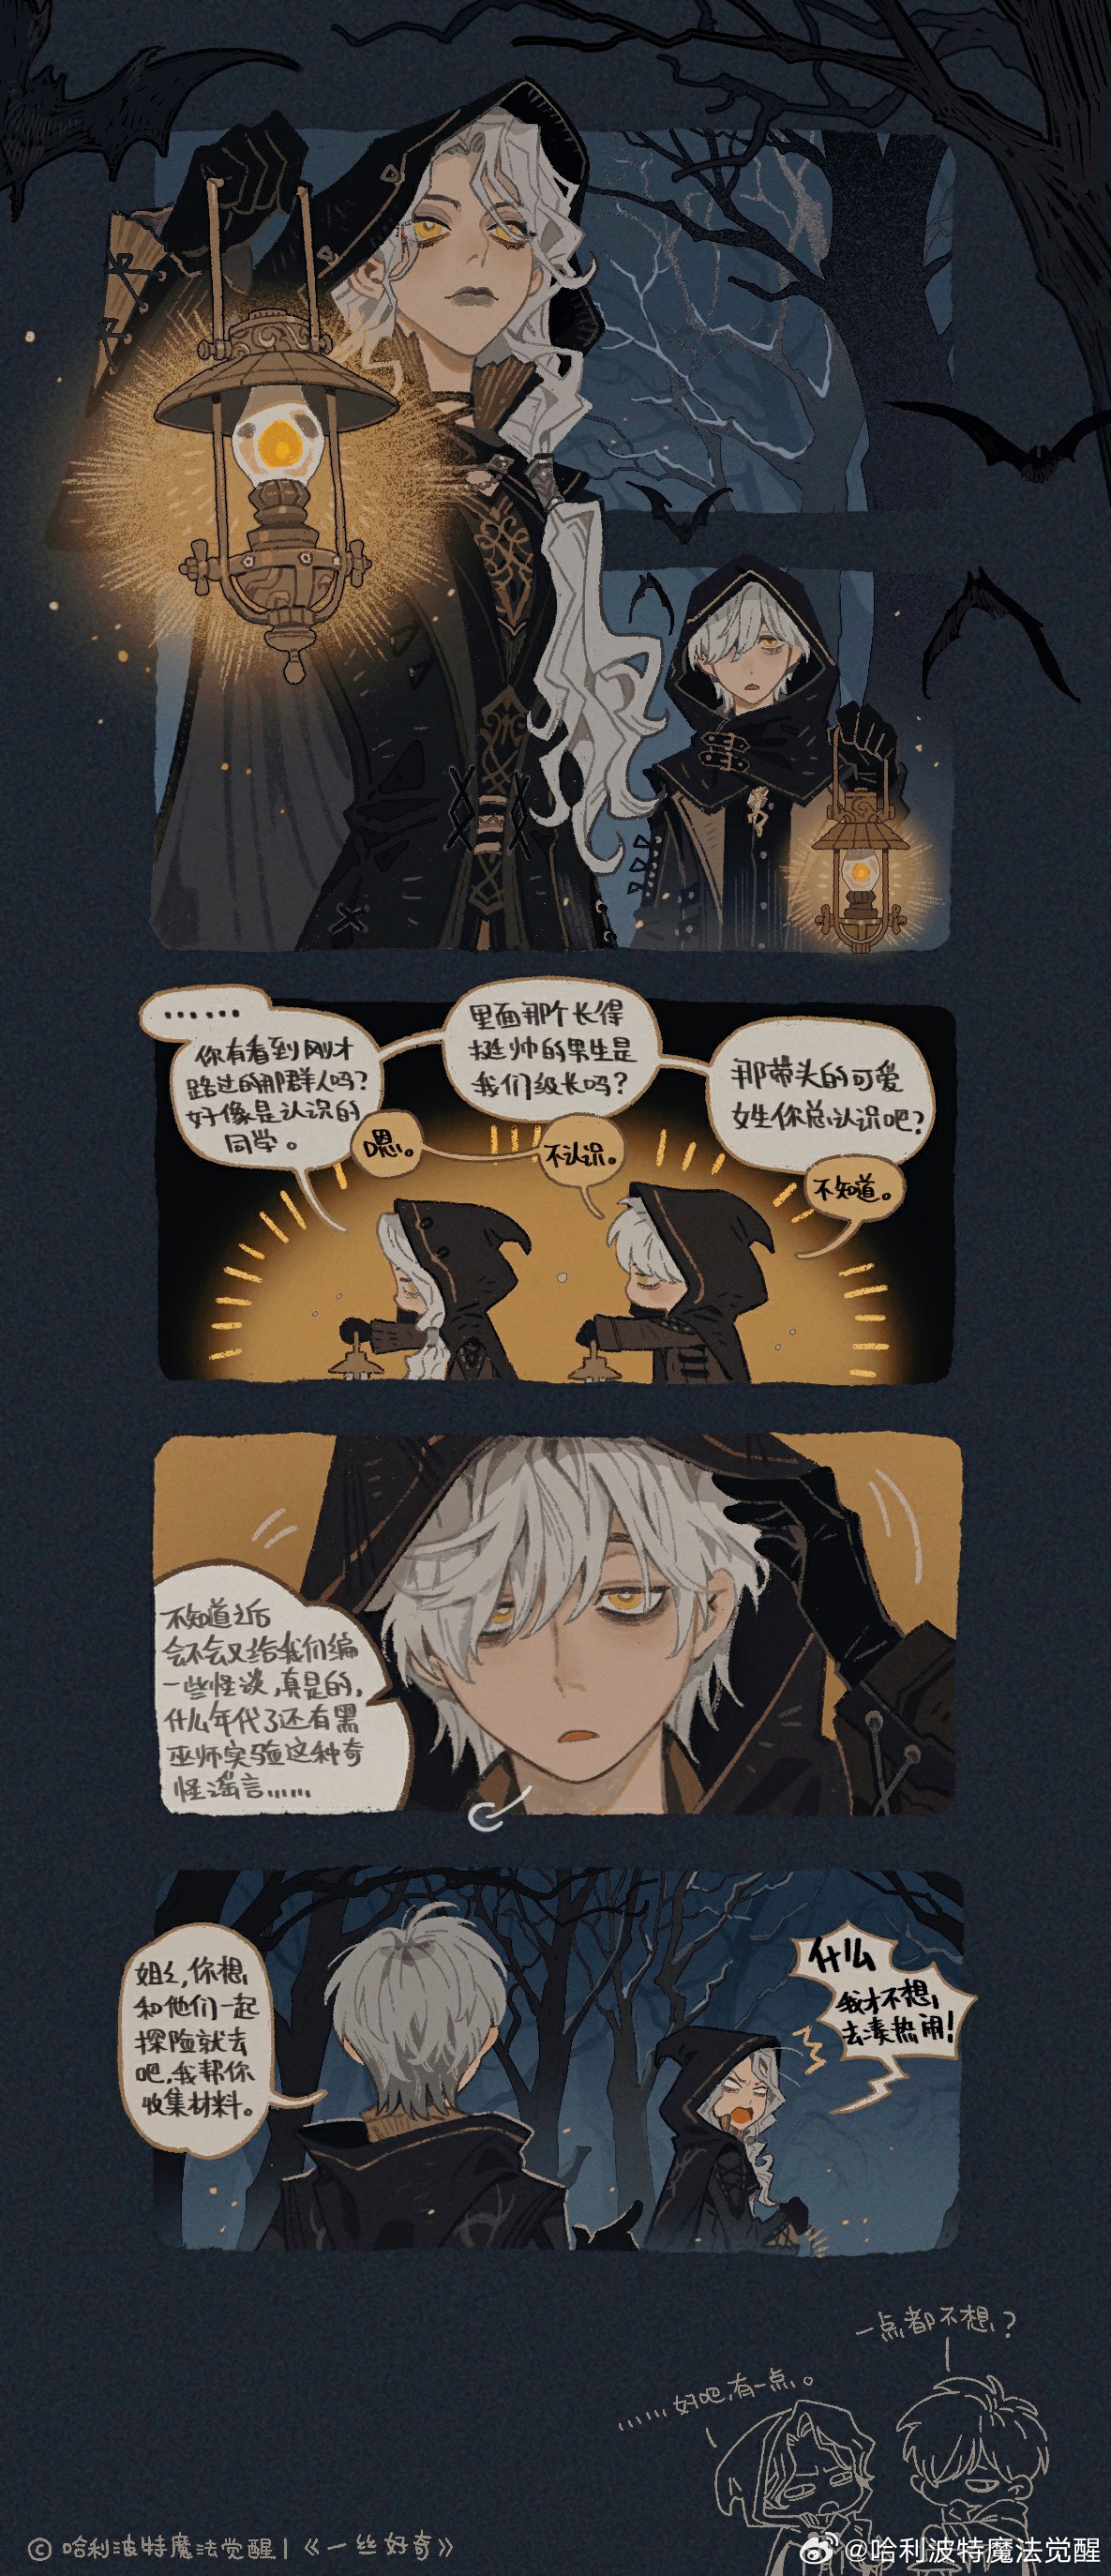 ……
你有看到刚才
路过的那群人吗？
好像是认识的
同学。
嗯。
里面那个长得
挺帅的男生是
我们级长吗？
不认识。
那带头的可爱
女生你总认识吧？
不知道。
不知道之后
会不会又给我们编
一些怪谈，真是的，
什么年代了还有黑
巫师实验这种奇
怪谣言……
姐么，你想
和他们一起
探险就去
吧，我帮你
收集材料。
什么
我才不想
去凑热闹！
一点都不想？
……好吧，有一点。
© 哈利波特魔法觉醒 | 《一丝好奇》
@哈利波特魔法觉醒